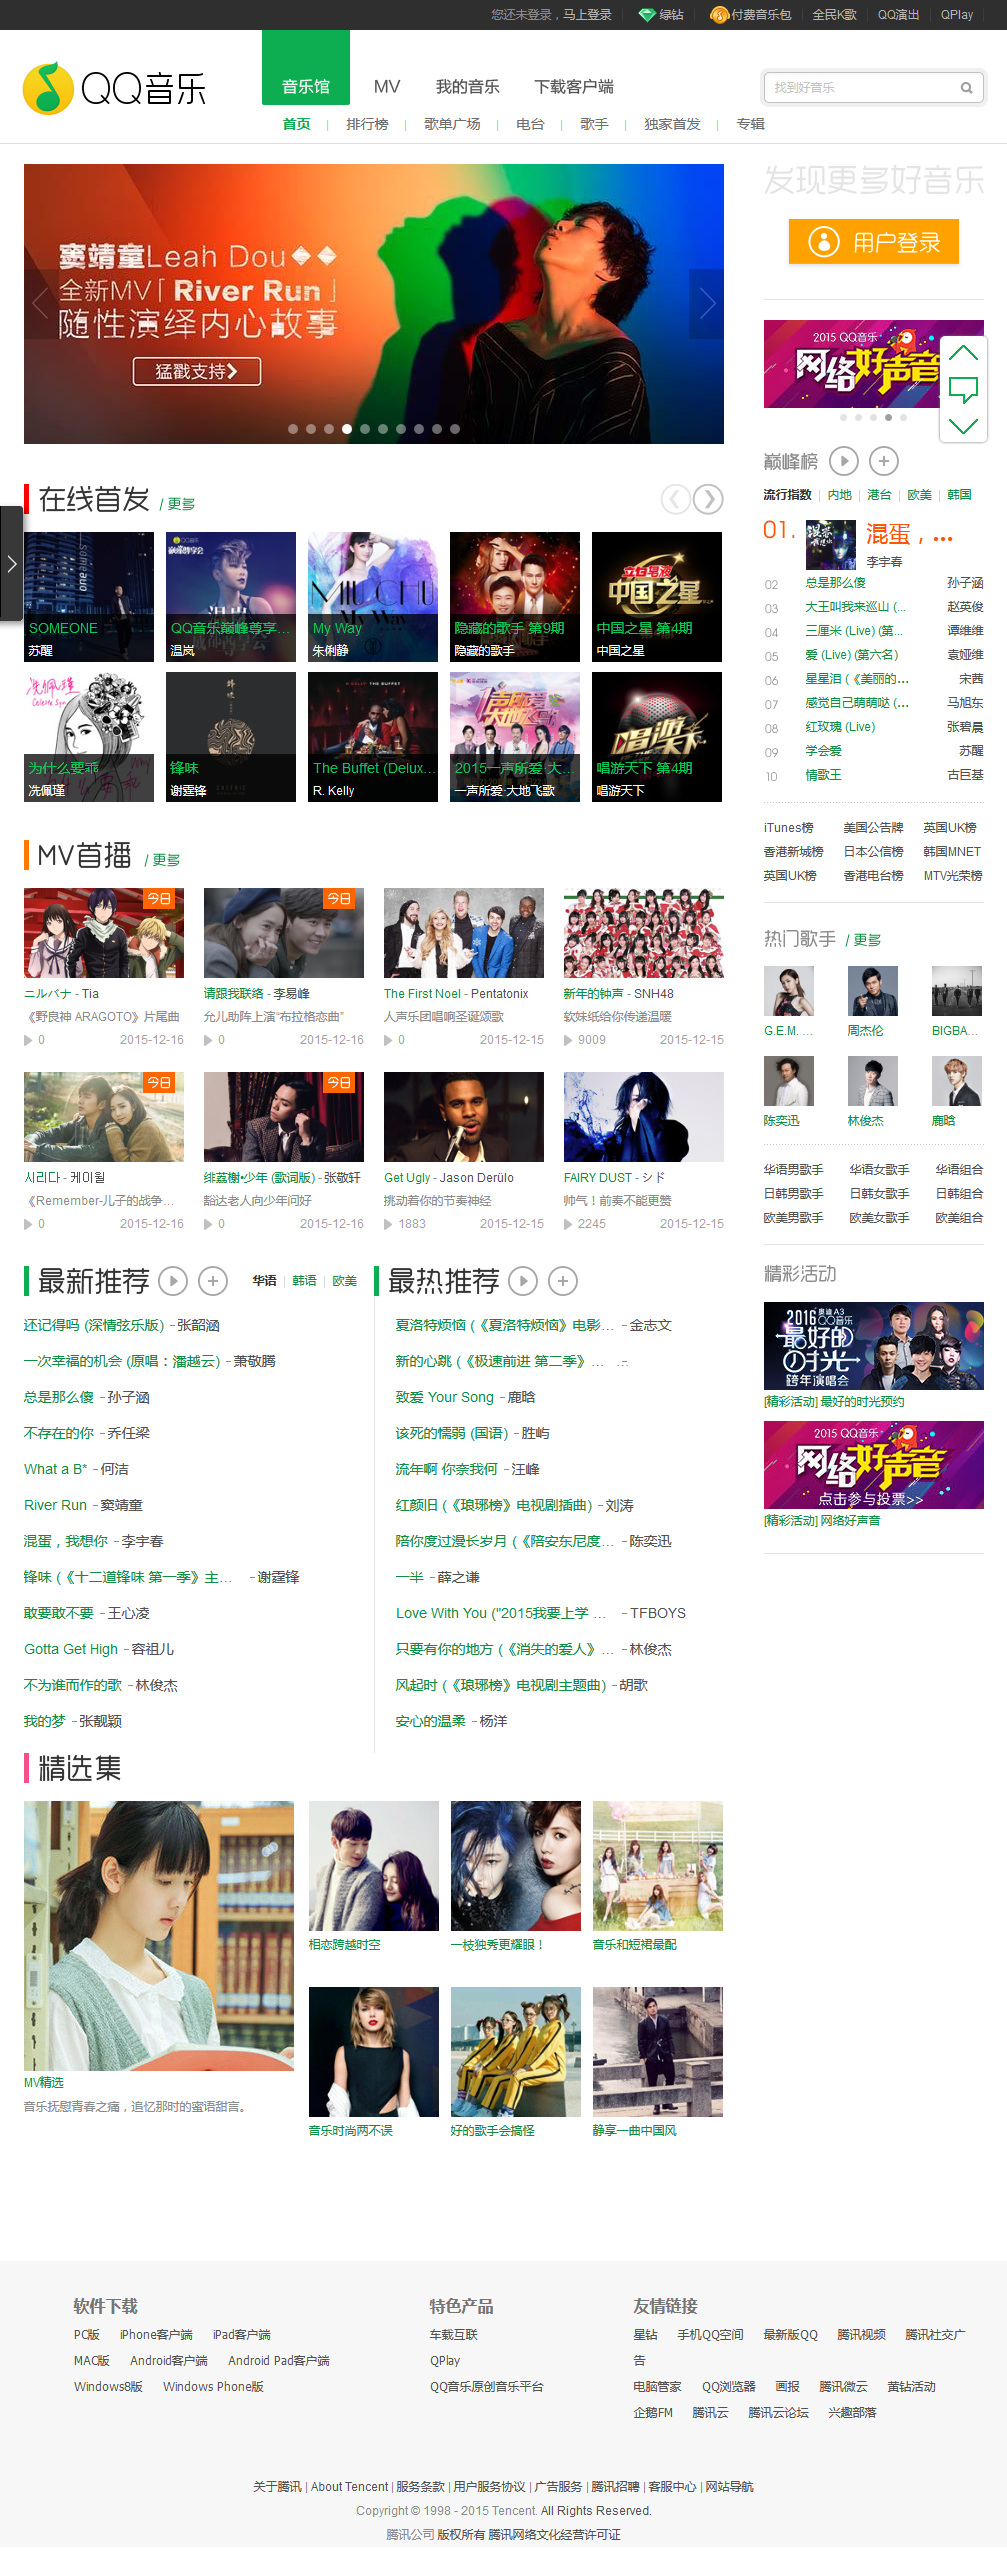 您还未登录，马上登录 绿钻 付费音乐包 全民K歌 QQ演出 QPlay
QQ音乐
音乐馆 MV 我的音乐 下载客户端
找到好音乐
首页 排行榜 歌单广场 电台 歌手 独家首发 专辑
窦靖童Leah Dou��
全新MV「River Run」
随性演绎内心故事
猛戳支持
发现更多好音乐
用户登录
2015 QQ音乐
网络好声音
在线首发 / 更多
SOMEONE
苏醒
QQ音乐巅峰尊享...
温岚
My Way
朱俐静
隐藏的歌手 第9期
隐藏的歌手
中国之星 第4期
中国之星
为什么要乖
冼佩瑾
锋味
谢霆锋
The Buffet (Delux...
R. Kelly
2015一声所爱·大...
一声所爱·大地飞歌
唱游天下 第4期
唱游天下
巅峰榜
流行指数 内地 港台 欧美 韩国
01. 混蛋，...
李宇春
02 总是那么傻 孙子涵
03 大王叫我来巡山 (... 赵英俊
04 三厘米 (Live) (第... 谭维维
05 爱 (Live) (第六名) 袁娅维
06 星星泪 (《美丽的... 宋茜
07 感觉自己萌萌哒 (... 马旭东
08 红玫瑰 (Live) 张碧晨
09 学会爱 苏醒
10 情歌王 古巨基
iTunes榜 美国公告牌 英国UK榜
香港新城榜 日本公信榜 韩国MNET
英国UK榜 香港电台榜 MTV光荣榜
MV首播 / 更多
今日
今日
ニルバナ - Tia
《野良神 ARAGOTO》片尾曲
0 2015-12-16
请跟我联络 - 李易峰
允儿助阵上演“布拉格恋曲”
0 2015-12-16
The First Noel - Pentatonix
人声乐团唱响圣诞颂歌
0 2015-12-15
新年的钟声 - SNH48
软妹纸给你传递温暖
9009 2015-12-15
今日
今日
시리다 - 케이윌
《Remember-儿子的战争...
0 2015-12-16
绯荔榭•少年 (歌词版) - 张敬轩
豁达老人向少年问好
0 2015-12-16
Get Ugly - Jason Derülo
挑动着你的节奏神经
1883 2015-12-15
FAIRY DUST - シド
帅气！前奏不能更赞
2245 2015-12-15
热门歌手 / 更多
G.E.M. ... 周杰伦 BIGBA...
陈奕迅 林俊杰 鹿晗
华语男歌手 华语女歌手 华语组合
日韩男歌手 日韩女歌手 日韩组合
欧美男歌手 欧美女歌手 欧美组合
最新推荐 华语 韩语 欧美
还记得吗 (深情弦乐版) - 张韶涵
一次幸福的机会 (原唱：潘越云) - 萧敬腾
总是那么傻 - 孙子涵
不存在的你 - 乔任梁
What a B* - 何洁
River Run - 窦靖童
混蛋，我想你 - 李宇春
锋味 (《十二道锋味 第一季》主... - 谢霆锋
敢要敢不要 - 王心凌
Gotta Get High - 容祖儿
不为谁而作的歌 - 林俊杰
我的梦 - 张靓颖
最热推荐
夏洛特烦恼 (《夏洛特烦恼》电影... - 金志文
新的心跳 (《极速前进 第二季》... -...
致爱 Your Song - 鹿晗
该死的懦弱 (国语) - 胜屿
流年啊 你奈我何 - 汪峰
红颜旧 (《琅琊榜》电视剧插曲) - 刘涛
陪你度过漫长岁月 (《陪安东尼度... - 陈奕迅
一半 - 薛之谦
Love With You ("2015我要上学 ... - TFBOYS
只要有你的地方 (《消失的爱人》... - 林俊杰
风起时 (《琅琊榜》电视剧主题曲) - 胡歌
安心的温柔 - 杨洋
精彩活动
2016 QQ音乐
最好的时光
跨年演唱会
[精彩活动] 最好的时光预约
2015 QQ音乐
网络好声音
点击参与投票>>
[精彩活动] 网络好声音
精选集
MV精选
音乐抚慰青春之痛，追忆那时的蜜语甜言。
相恋跨越时空 一枝独秀更耀眼！ 音乐和短裙最配
音乐时尚两不误 好的歌手会搞怪 静享一曲中国风
软件下载
PC版 iPhone客户端 iPad客户端
MAC版 Android客户端 Android Pad客户端
Windows8版 Windows Phone版
特色产品
车载互联
QPlay
QQ音乐原创音乐平台
友情链接
星钻 手机QQ空间 最新版QQ 腾讯视频 腾讯社交广
告
电脑管家 QQ浏览器 画报 腾讯微云 黄钻活动
企鹅FM 腾讯云 腾讯云论坛 兴趣部落
关于腾讯 | About Tencent | 服务条款 | 用户服务协议 | 广告服务 | 腾讯招聘 | 客服中心 | 网站导航
Copyright © 1998 - 2015 Tencent. All Rights Reserved.
腾讯公司 版权所有 腾讯网络文化经营许可证